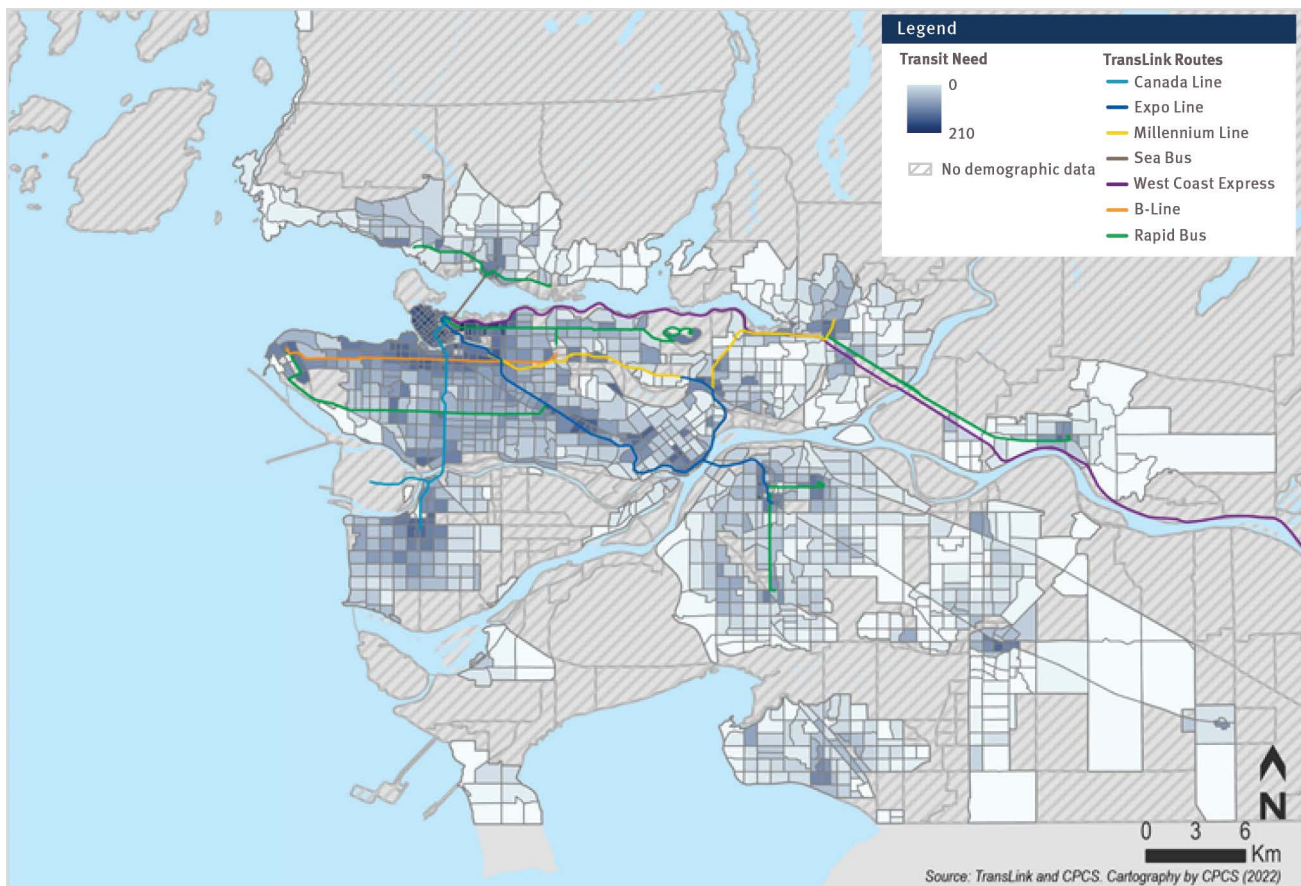 Legend
Transit Need
0
210
No demographic data
TransLink Routes
Canada Line
Expo Line
Millennium Line
Sea Bus
West Coast Express
B-Line
Rapid Bus
N
0 3 6
Km
Source: TransLink and CPCS. Cartography by CPCS (2022)